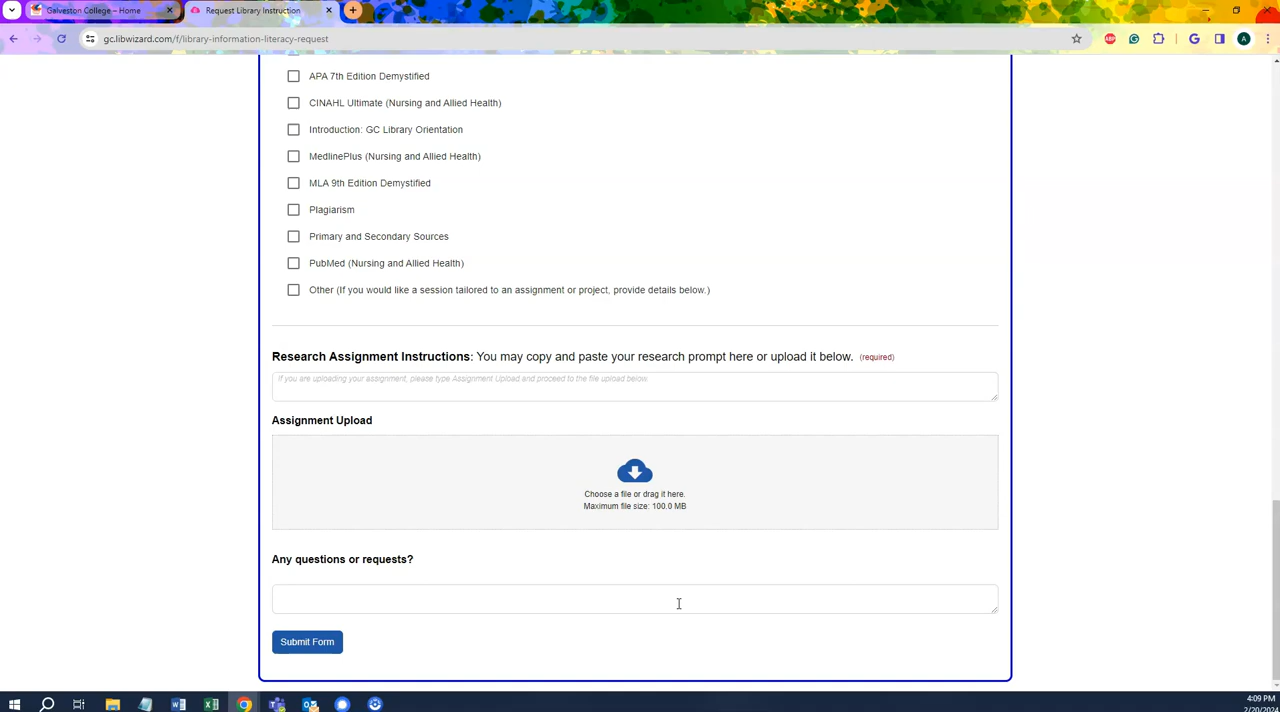 Galveston College – Home
Request Library Instruction
gc.libwizard.com/f/library-information-literacy-request
ABP
G
A
APA 7th Edition Demystified
CINAHL Ultimate (Nursing and Allied Health)
Introduction: GC Library Orientation
MedlinePlus (Nursing and Allied Health)
MLA 9th Edition Demystified
Plagiarism
Primary and Secondary Sources
PubMed (Nursing and Allied Health)
Other (If you would like a session tailored to an assignment or project, provide details below.)
Research Assignment Instructions: You may copy and paste your research prompt here or upload it below. (required)
If you are uploading your assignment, please type Assignment Upload and proceed to the file upload below.
Assignment Upload
Choose a file or drag it here.
Maximum file size: 100.0 MB
Any questions or requests?
Submit Form
4:09 PM
2/20/2024